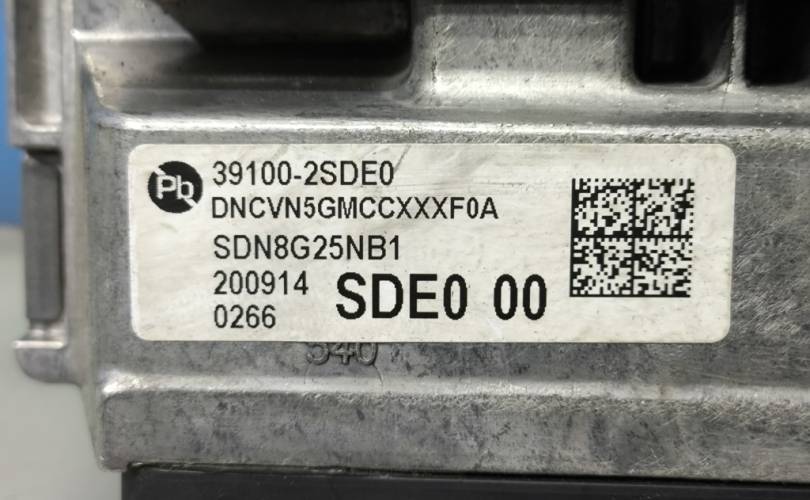 Pb
39100-2SDE0
DNCVN5GMCCXXXF0A
SDN8G25NB1
200914
0266
SDE0 00
540